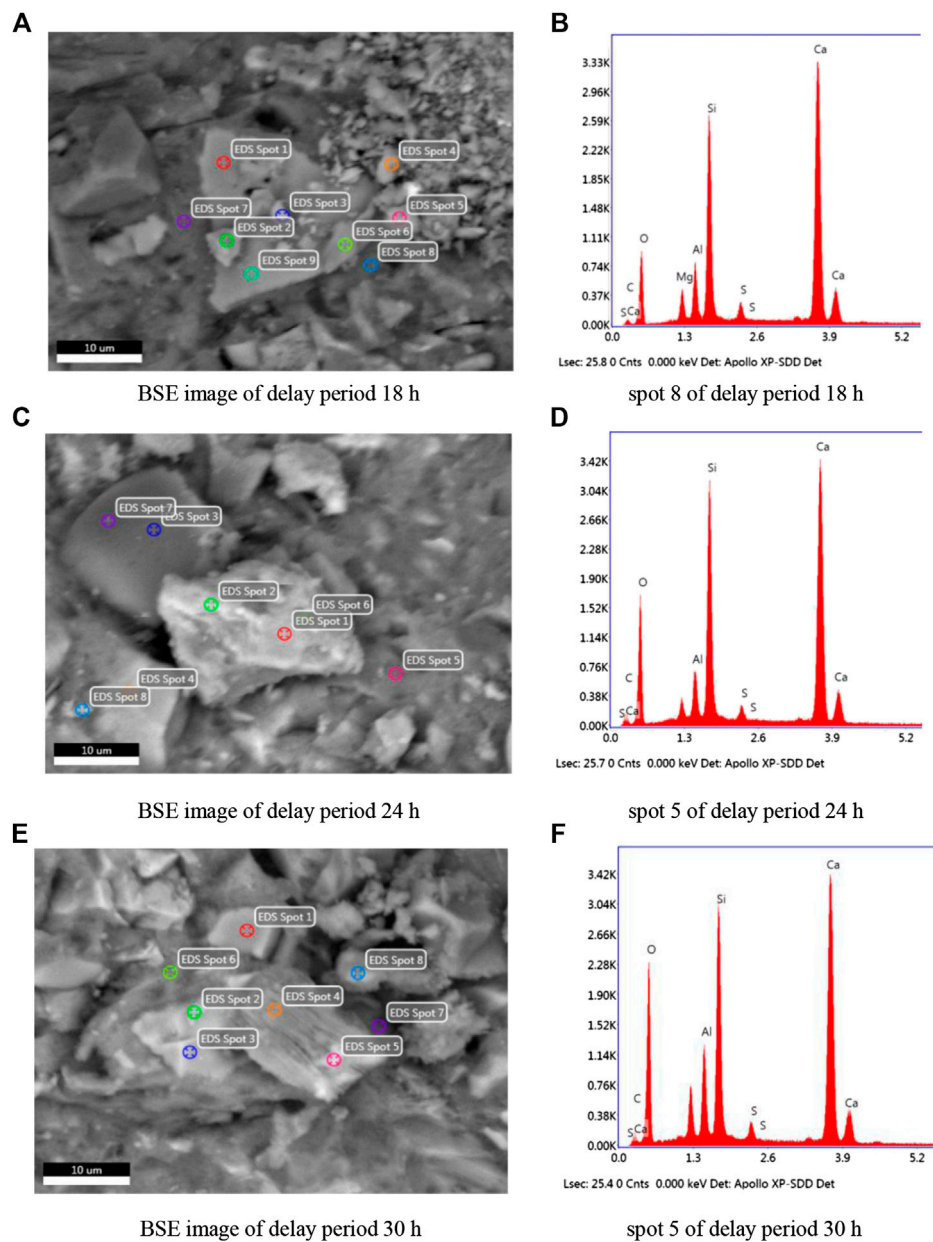 A
EDS Spot 1
EDS Spot 4
EDS Spot 7
EDS Spot 3
EDS Spot 5
EDS Spot 2
EDS Spot 6
EDS Spot 9
EDS Spot 8
10 um
BSE image of delay period 18 h
B
3.33K
2.96K
2.59K
2.22K
1.85K
1.48K
1.11K
0.74K
0.37K
0.00K
Ca
Si
O
Al
Mg
C
S
Ca
S
S
Ca
0.0 1.3 2.6 3.9 5.2
Lsec: 25.8 0 Cnts 0.000 keV Det: Apollo XP-SDD Det
spot 8 of delay period 18 h
C
EDS Spot 7
EDS Spot 3
EDS Spot 2
EDS Spot 6
EDS Spot 1
EDS Spot 5
EDS Spot 4
EDS Spot 8
10 um
BSE image of delay period 24 h
D
3.42K
3.04K
2.66K
2.28K
1.90K
1.52K
1.14K
0.76K
0.38K
0.00K
Ca
Si
O
Al
C
S
Ca
S
S
Ca
0.0 1.3 2.6 3.9 5.2
Lsec: 25.7 0 Cnts 0.000 keV Det: Apollo XP-SDD Det
spot 5 of delay period 24 h
E
EDS Spot 1
EDS Spot 6
EDS Spot 8
EDS Spot 2
EDS Spot 4
EDS Spot 7
EDS Spot 3
EDS Spot 5
10 um
BSE image of delay period 30 h
F
3.42K
3.04K
2.66K
2.28K
1.90K
1.52K
1.14K
0.76K
0.38K
0.00K
Ca
Si
O
Al
C
S
Ca
S
S
Ca
0.0 1.3 2.6 3.9 5.2
Lsec: 25.4 0 Cnts 0.000 keV Det: Apollo XP-SDD Det
spot 5 of delay period 30 h